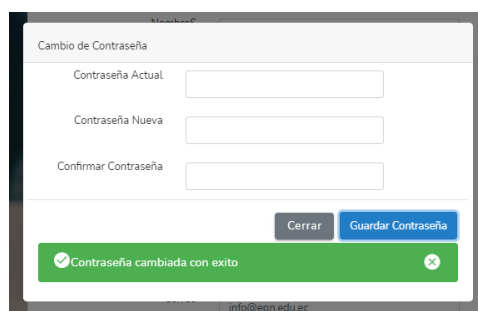 NombreS
Cambio de Contraseña
Contraseña Actual
Contraseña Nueva
Confirmar Contraseña
Cerrar
Guardar Contraseña
Contraseña cambiada con exito
info@epn.edu.ec